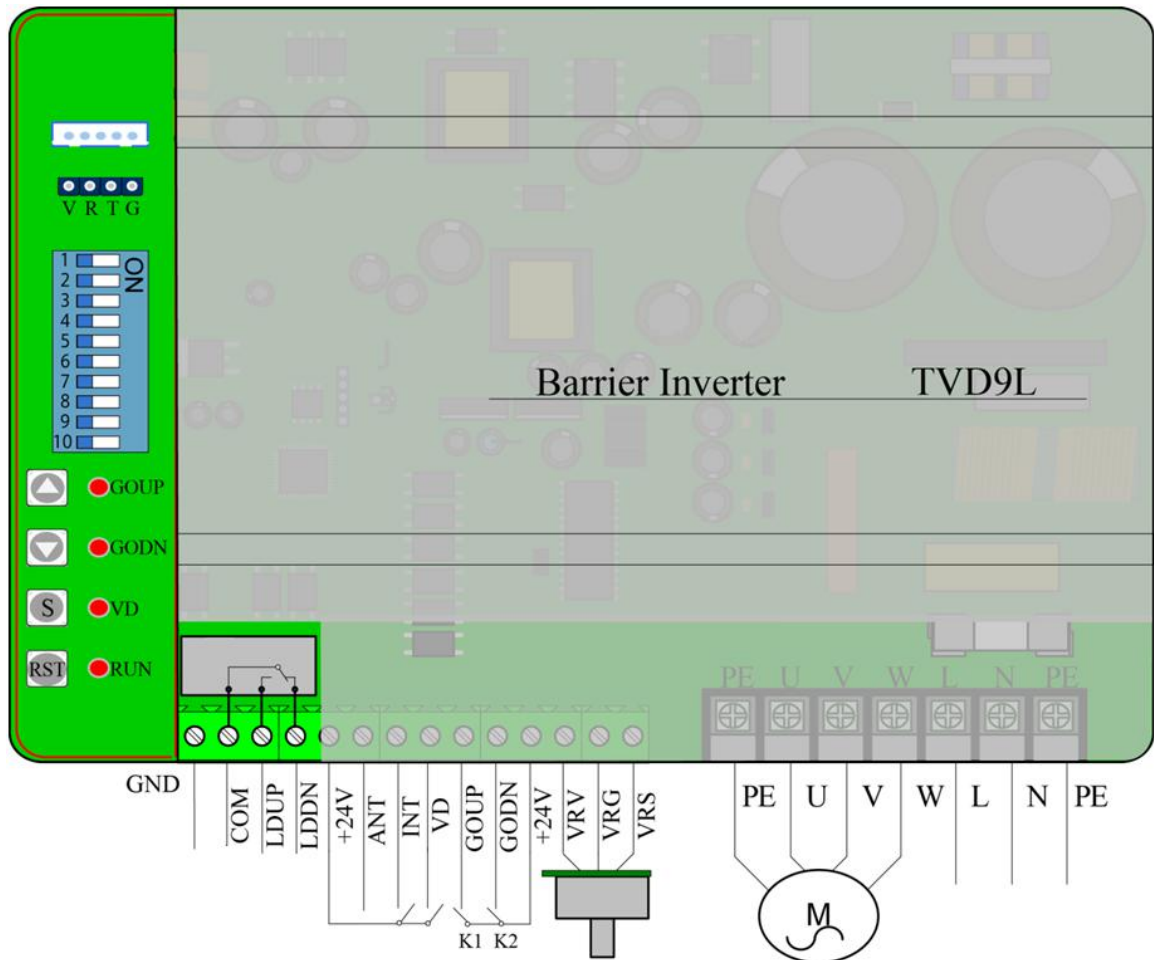 V R T G
ON
1
2
3
4
5
6
7
8
9
10
GOUP
GODN
S VD
RST RUN
Barrier Inverter TVD9L
PE U V W L N PE
GND
COM
LDUP
LDDN
+24V
ANT
INT
VD
GOUP
GODN
+24V
VRV
VRG
VRS
PE U V W L N PE
K1 K2
M